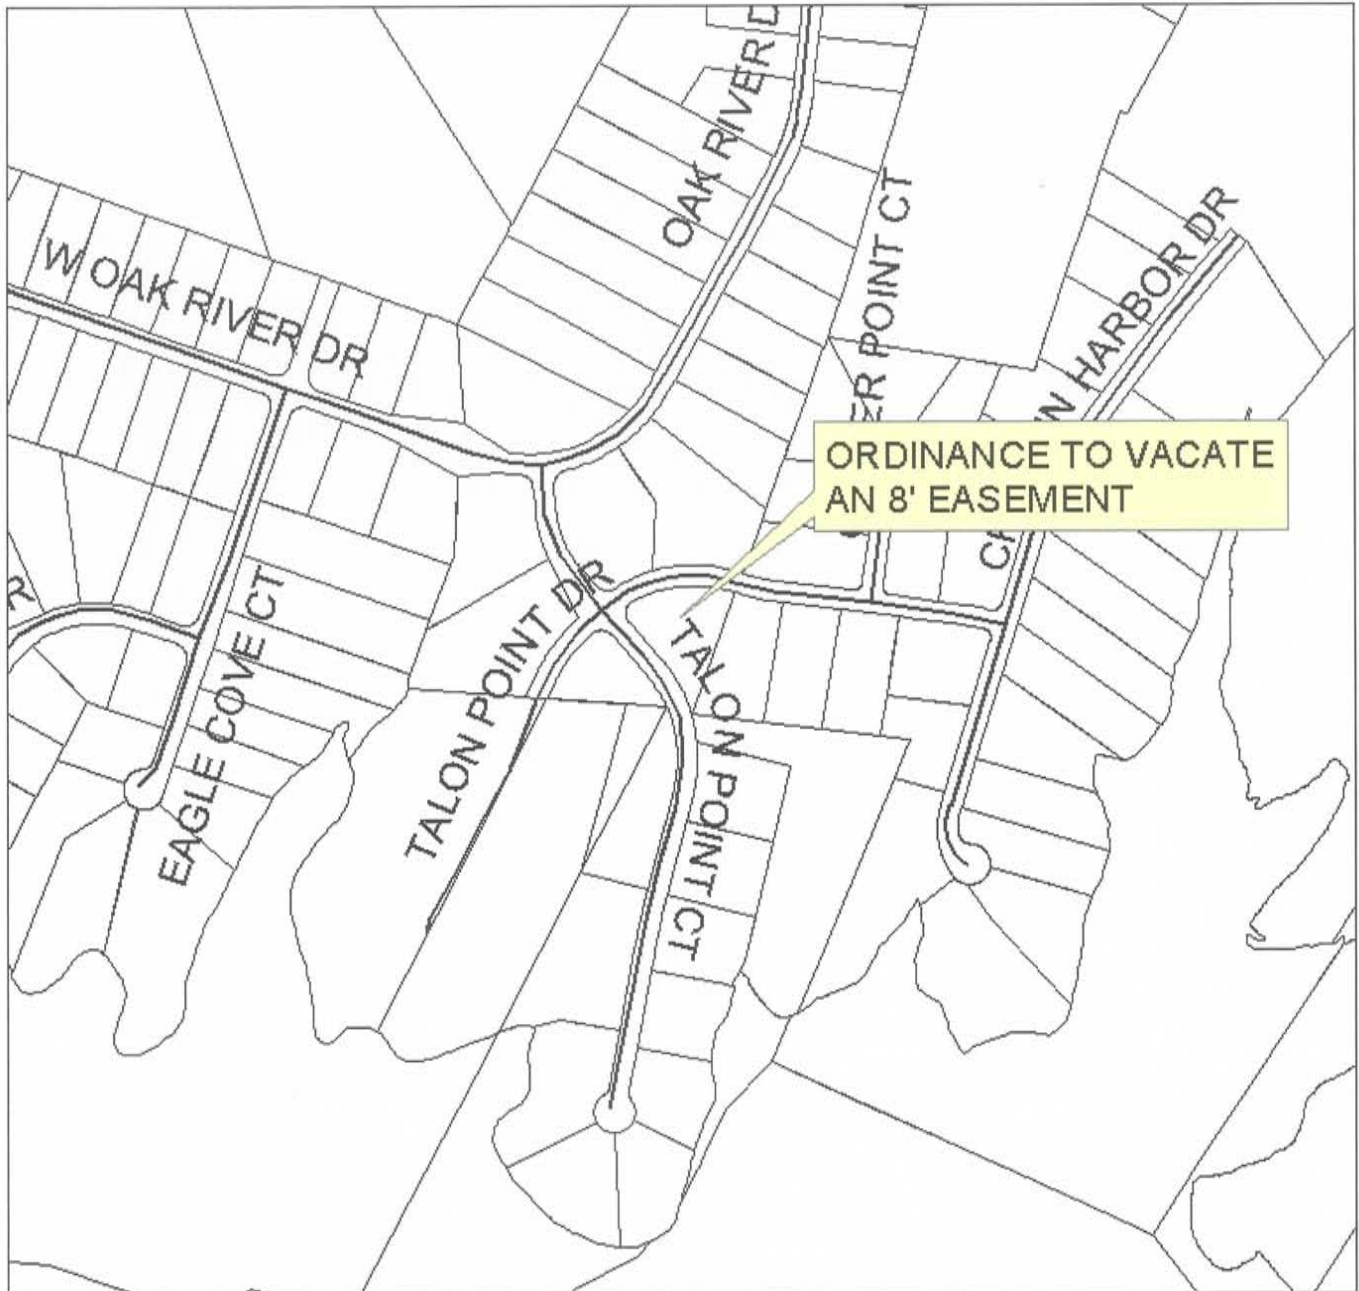 OAK RIVER D
W OAK RIVER DR
ER POINT CT
N HARBOR DR
ORDINANCE TO VACATE
AN 8' EASEMENT
TALON POINT DR
TALON POINT CT
EAGLE COVE CT
R